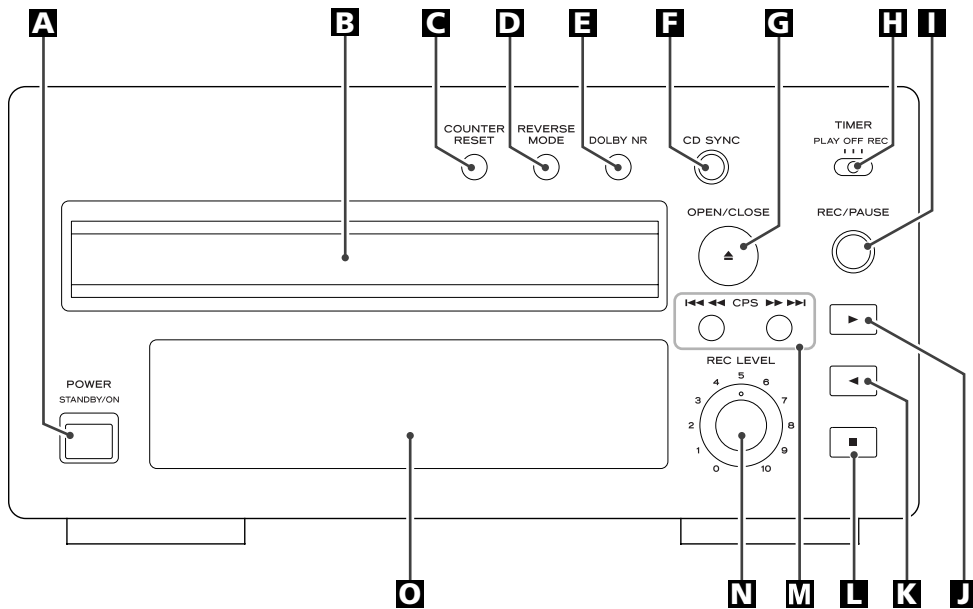 A B C D E F G H I
COUNTER RESET
REVERSE MODE
DOLBY NR
CD SYNC
TIMER
PLAY OFF REC
OPEN/CLOSE
REC/PAUSE
CPS
REC LEVEL
0 1 2 3 4 5 6 7 8 9 10
POWER
STANDBY/ON
O N M L K J